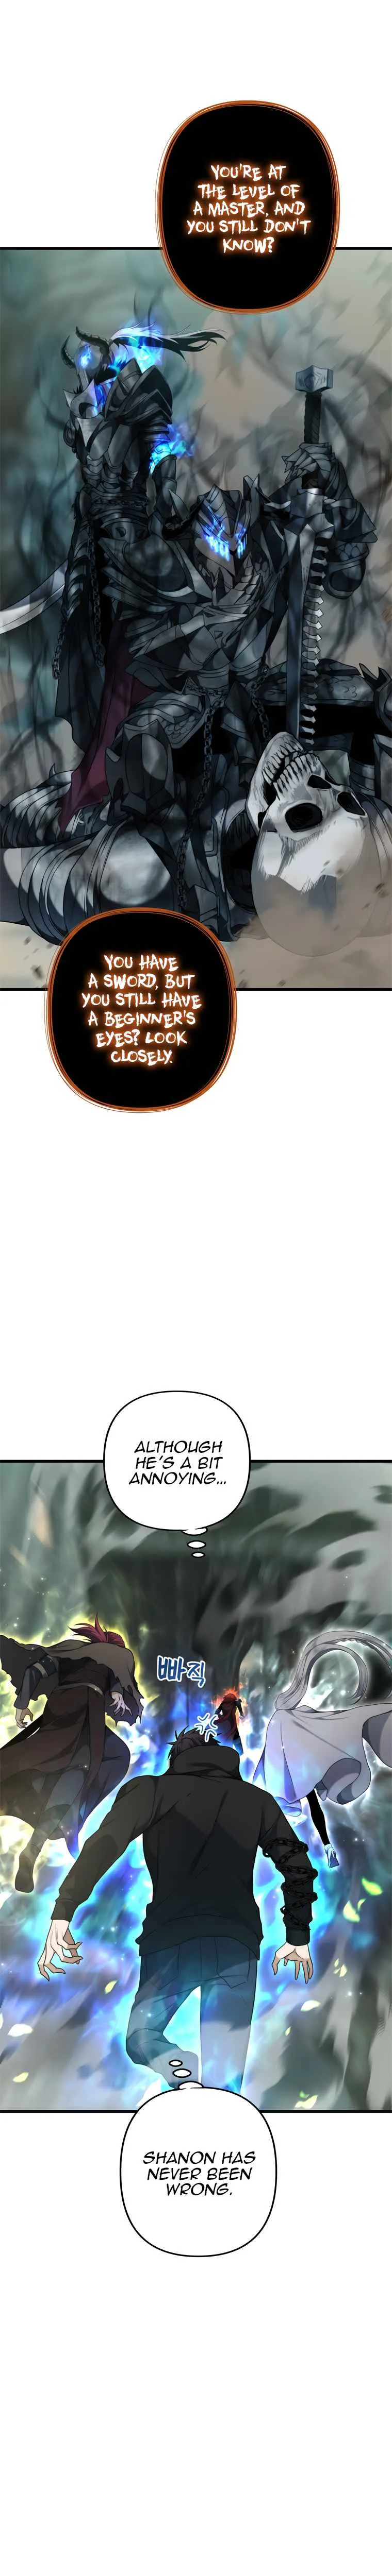 YOU'RE AT
THE LEVEL OF
A MASTER, AND
YOU STILL DON'T
KNOW?
YOU HAVE
A SWORD, BUT
YOU STILL HAVE
A BEGINNER'S
EYES? LOOK
CLOSELY.
ALTHOUGH
HE'S A BIT
ANNOYING...
빠직
SHANON HAS
NEVER BEEN
WRONG.